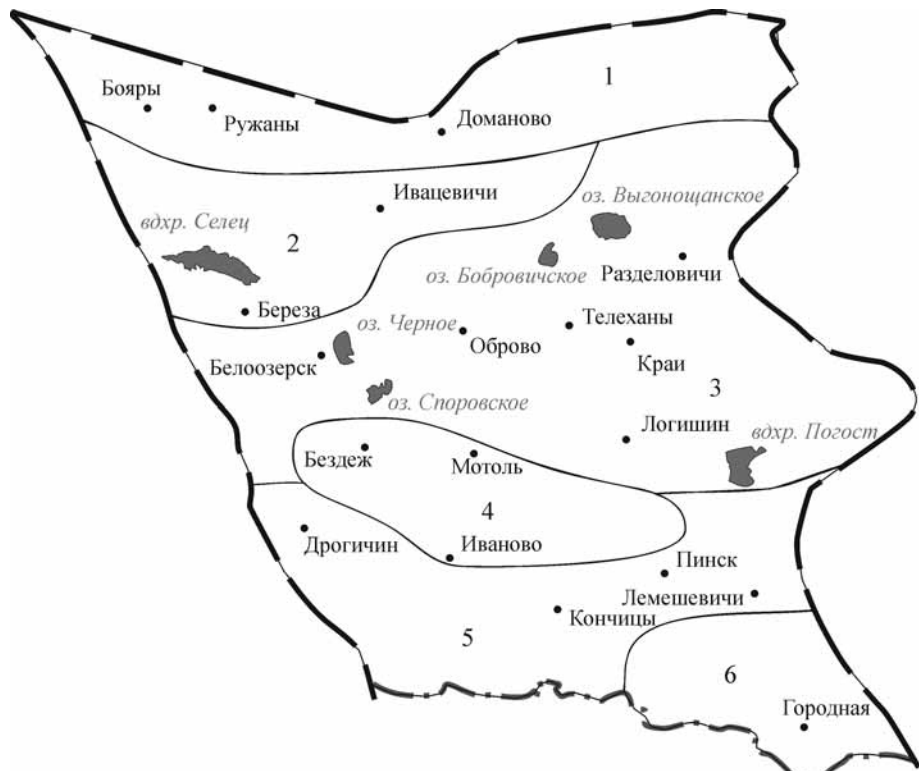 1
Бояры
Ружаны
Доманово
Ивацевичи
оз. Выгонощанское
вдхр. Селец
2
оз. Бобровичское
Разделовичи
Береза
оз. Черное
Телеханы
Оброво
Белоозерск
Краи
3
оз. Споровское
Логишин
вдхр. Погост
Бездеж
Мотоль
4
Дрогичин
Иваново
Пинск
Лемешевичи
Кончицы
5
6
Городная